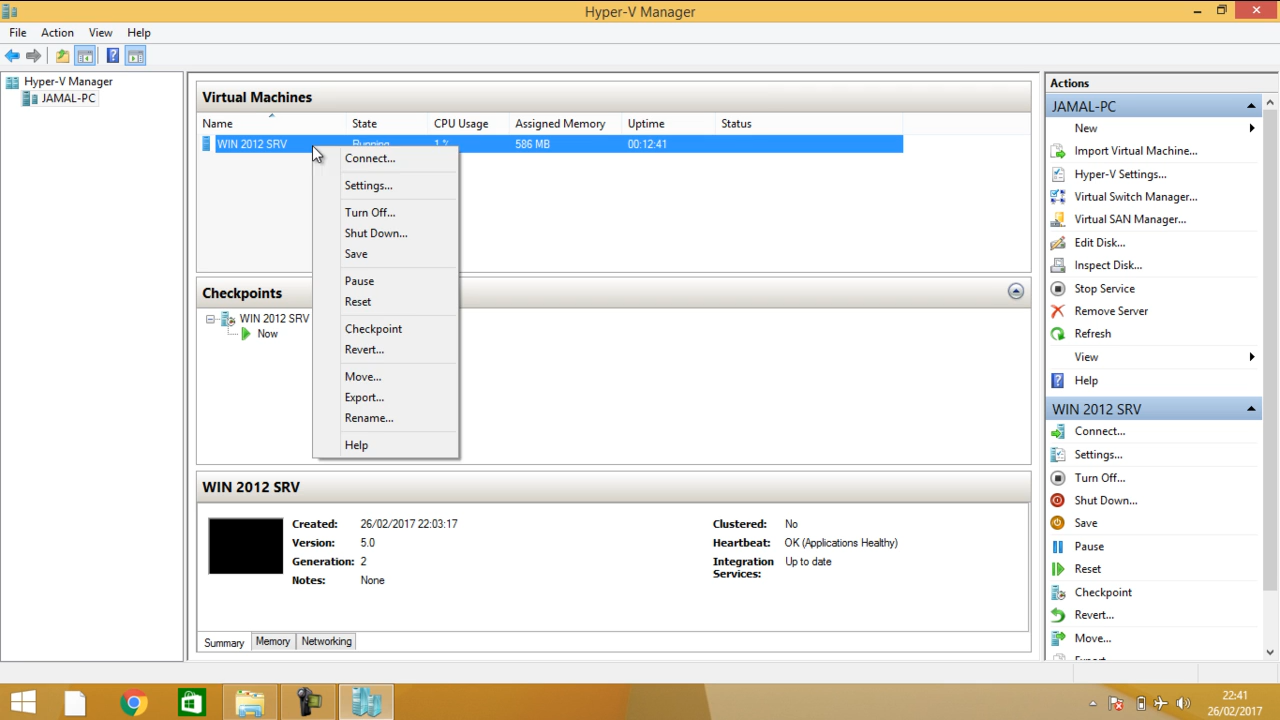 Hyper-V Manager
File Action View Help
Hyper-V Manager
JAMAL-PC
Virtual Machines
Name State CPU Usage Assigned Memory Uptime Status
WIN 2012 SRV Running 1 % 586 MB 00:12:41
Connect...
Settings...
Turn Off...
Shut Down...
Save
Pause
Reset
Checkpoint
Revert...
Move...
Export...
Rename...
Help
Checkpoints
WIN 2012 SRV
Now
WIN 2012 SRV
Created: 26/02/2017 22:03:17
Version: 5.0
Generation: 2
Notes: None
Clustered: No
Heartbeat: OK (Applications Healthy)
Integration Up to date
Services:
Summary Memory Networking
Actions
JAMAL-PC
New
Import Virtual Machine...
Hyper-V Settings...
Virtual Switch Manager...
Virtual SAN Manager...
Edit Disk...
Inspect Disk...
Stop Service
Remove Server
Refresh
View
Help
WIN 2012 SRV
Connect...
Settings...
Turn Off...
Shut Down...
Save
Pause
Reset
Checkpoint
Revert...
Move...
22:41
26/02/2017